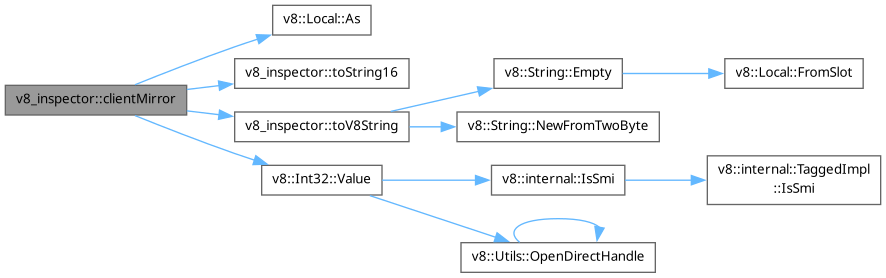 v8::Local::As
v8_inspector::toString16
v8::String::Empty
v8::Local::FromSlot
v8_inspector::clientMirror
v8_inspector::toV8String
v8::String::NewFromTwoByte
v8::Int32::Value
v8::internal::IsSmi
v8::internal::TaggedImpl
::IsSmi
v8::Utils::OpenDirectHandle